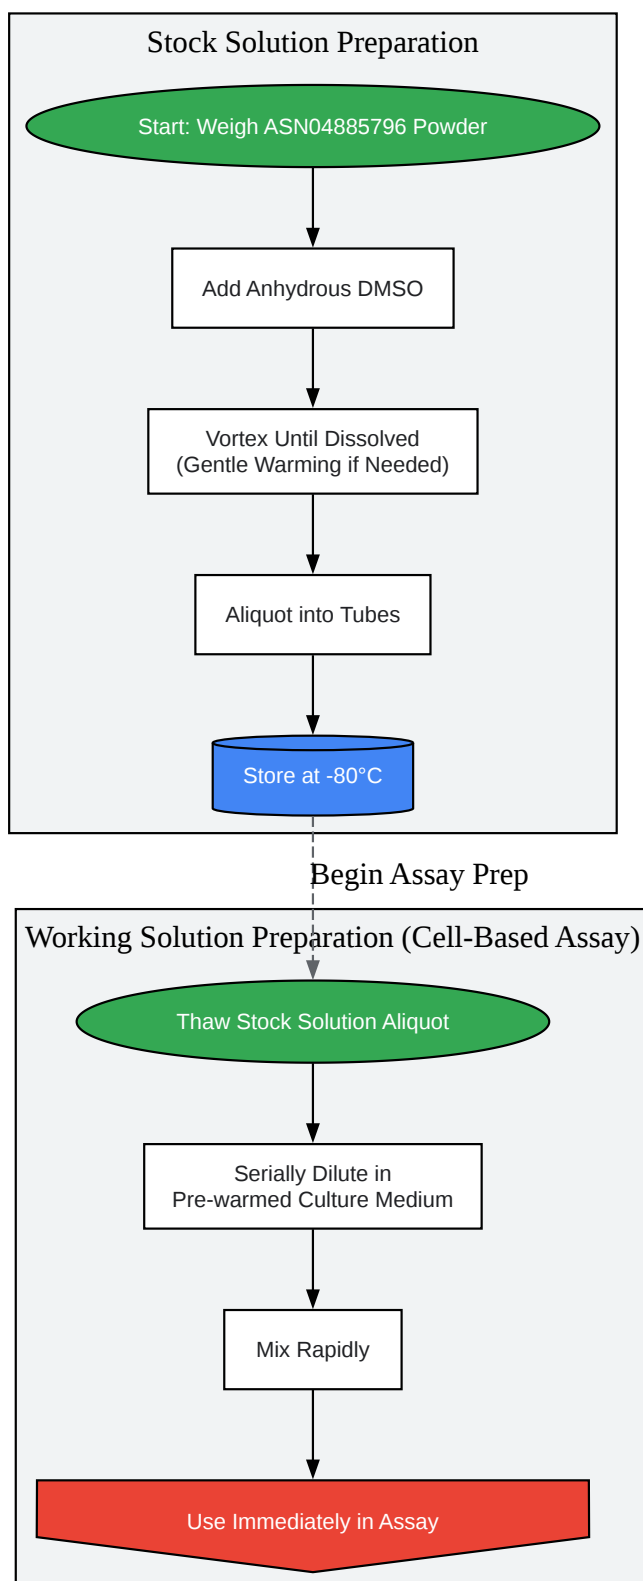 Stock Solution Preparation
Start: Weigh ASN04885796 Powder
Add Anhydrous DMSO
Vortex Until Dissolved
(Gentle Warming if Needed)
Aliquot into Tubes
Store at -80°C
Begin Assay Prep
Working Solution Preparation (Cell-Based Assay)
Thaw Stock Solution Aliquot
Serially Dilute in
Pre-warmed Culture Medium
Mix Rapidly
Use Immediately in Assay